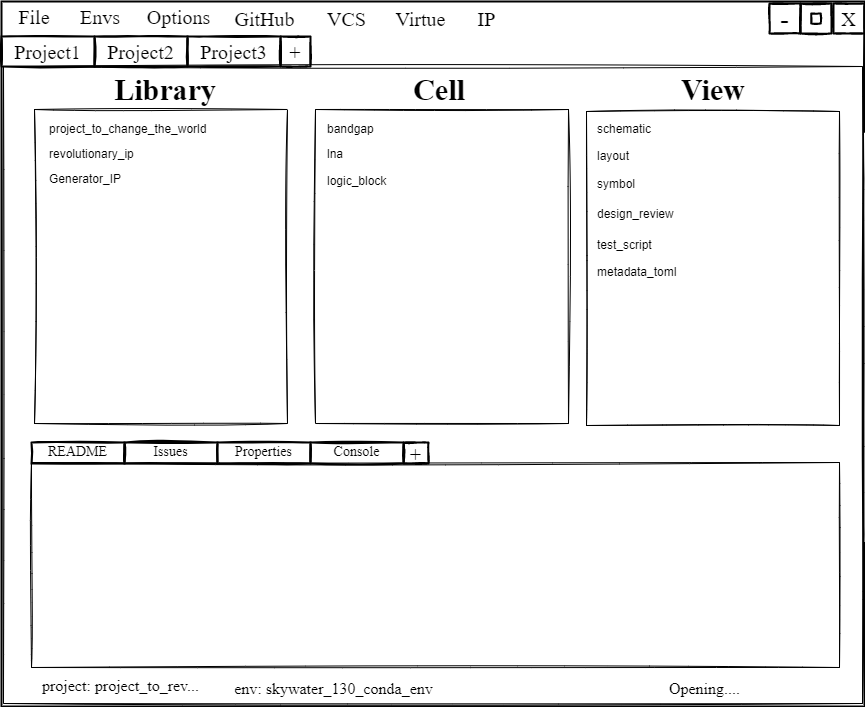 File Envs Options GitHub VCS Virtue IP - X
Project1 Project2 Project3 +
Library Cell View
project_to_change_the_world bandgap schematic
revolutionary_ip lna layout
Generator_IP logic_block symbol
design_review
test_script
metadata_toml
README Issues Properties Console +
project: project_to_rev... env: skywater_130_conda_env Opening....